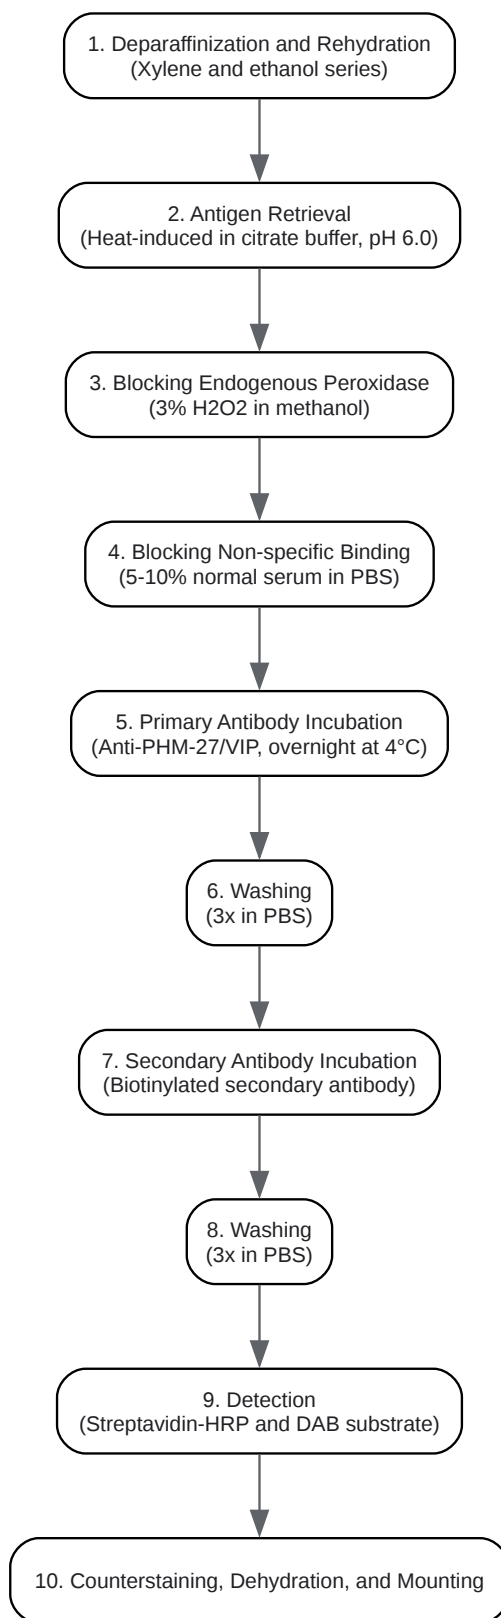 1. Deparaffinization and Rehydration
(Xylene and ethanol series)
2. Antigen Retrieval
(Heat-induced in citrate buffer, pH 6.0)
3. Blocking Endogenous Peroxidase
(3% H2O2 in methanol)
4. Blocking Non-specific Binding
(5-10% normal serum in PBS)
5. Primary Antibody Incubation
(Anti-PHM-27/VIP, overnight at 4°C)
6. Washing
(3x in PBS)
7. Secondary Antibody Incubation
(Biotinylated secondary antibody)
8. Washing
(3x in PBS)
9. Detection
(Streptavidin-HRP and DAB substrate)
10. Counterstaining, Dehydration, and Mounting